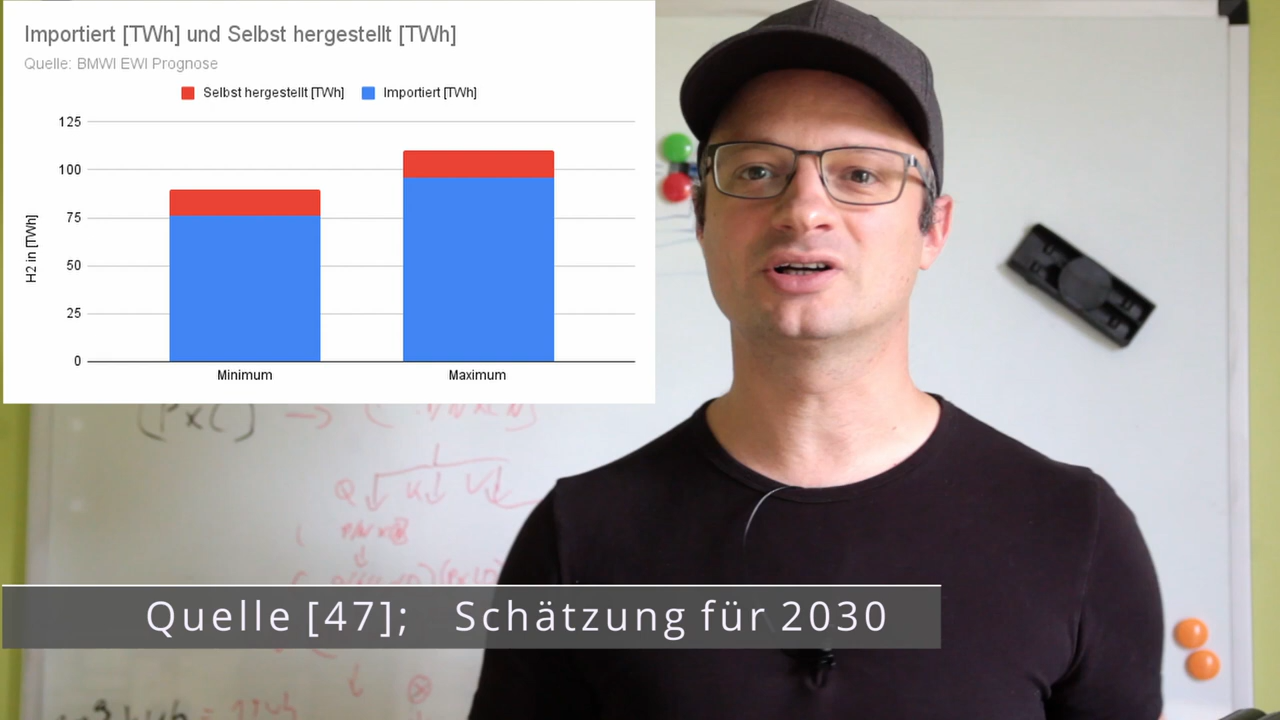 Importiert [TWh] und Selbst hergestellt [TWh]
Quelle: BMWI EWI Prognose
Selbst hergestellt [TWh] Importiert [TWh]
125
100
75
50
25
0
H2 in [TWh]
Minimum Maximum
(PxC) →
Q K V
Quelle [47]; Schätzung für 2030